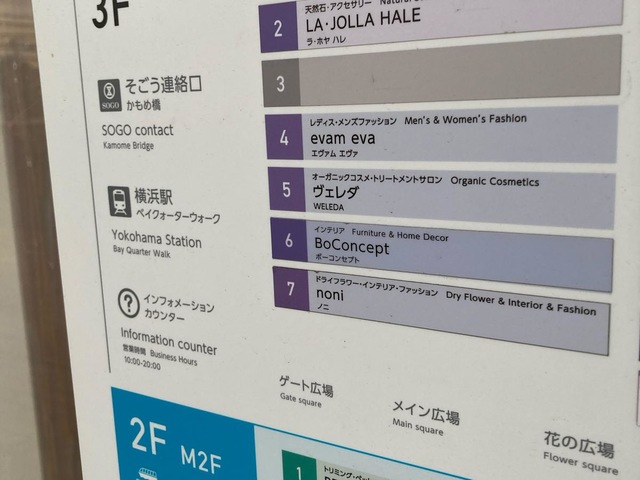 3F
SOGO
そごう連絡口
かもめ橋
SOGO contact
Kamome Bridge
横浜駅
ベイクォーターウォーク
Yokohama Station
Bay Quarter Walk
?
インフォメーション
カウンター
Information counter
営業時間 Business Hours
10:00-20:00
天然石・アクセサリー
2
LA・JOLLA HALE
ラ・ホヤ ハレ
3
レディス・メンズファッション Men's & Women's Fashion
4
evam eva
エヴァム エヴァ
オーガニックコスメ・トリートメントサロン Organic Cosmetics
5
ヴェレダ
WELEDA
インテリア Furniture & Home Decor
6
BoConcept
ボーコンセプト
ドライフラワー・インテリア・ファッション Dry Flower & Interior & Fashion
7
noni
ノニ
ゲート広場
Gate square
メイン広場
Main square
花の広場
Flower square
2F M2F
1